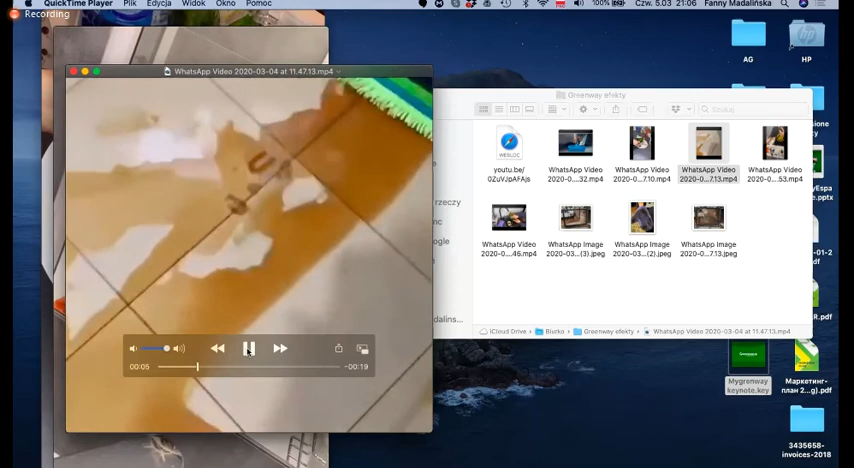 QuickTime Player Plik Edycja Widok Okno Pomoc
100% Czw. 5.03 21:06 Fanny Madalińska
Recording
AG
HP
WhatsApp Video 2020-03-04 at 11.47.13.mp4
Greenway efekty
Szukaj
WEBLOC
youtu.be/
0ZuVJpAFAjs
WhatsApp Video
2020-0...32.mp4
WhatsApp Video
2020-0...7.10.mp4
WhatsApp Video
2020-0...7.13.mp4
WhatsApp Video
2020-0....53.mp4
rzeczy
mc
ogle
WhatsApp Video
2020-0...46.mp4
WhatsApp Image
2020-03...(3).jpeg
WhatsApp Image
2020-03...(2).jpeg
WhatsApp Image
2020-0...7.13.jpeg
dalins...
iCloud Drive Biurko Greenway efekty WhatsApp Video 2020-03-04 at 11.47.13.mp4
00:05
-00:19
Mygrenway
keynote.key
Маркетинг-
план 2...g).pdf
3435658-
invoices-2018